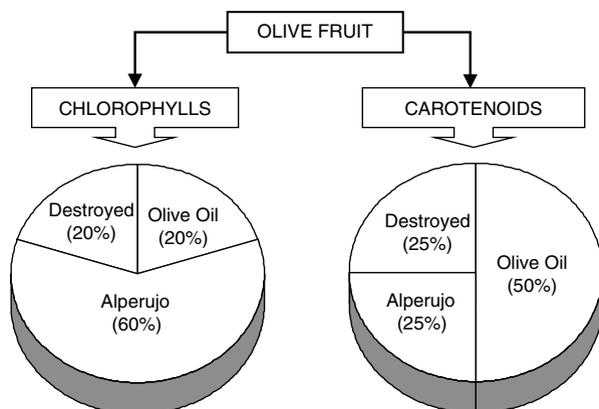 OLIVE FRUIT
CHLOROPHYLLS
Destroyed
(20%)
Olive Oil
(20%)
Alperujo
(60%)
CAROTENOIDS
Destroyed
(25%)
Alperujo
(25%)
Olive Oil
(50%)